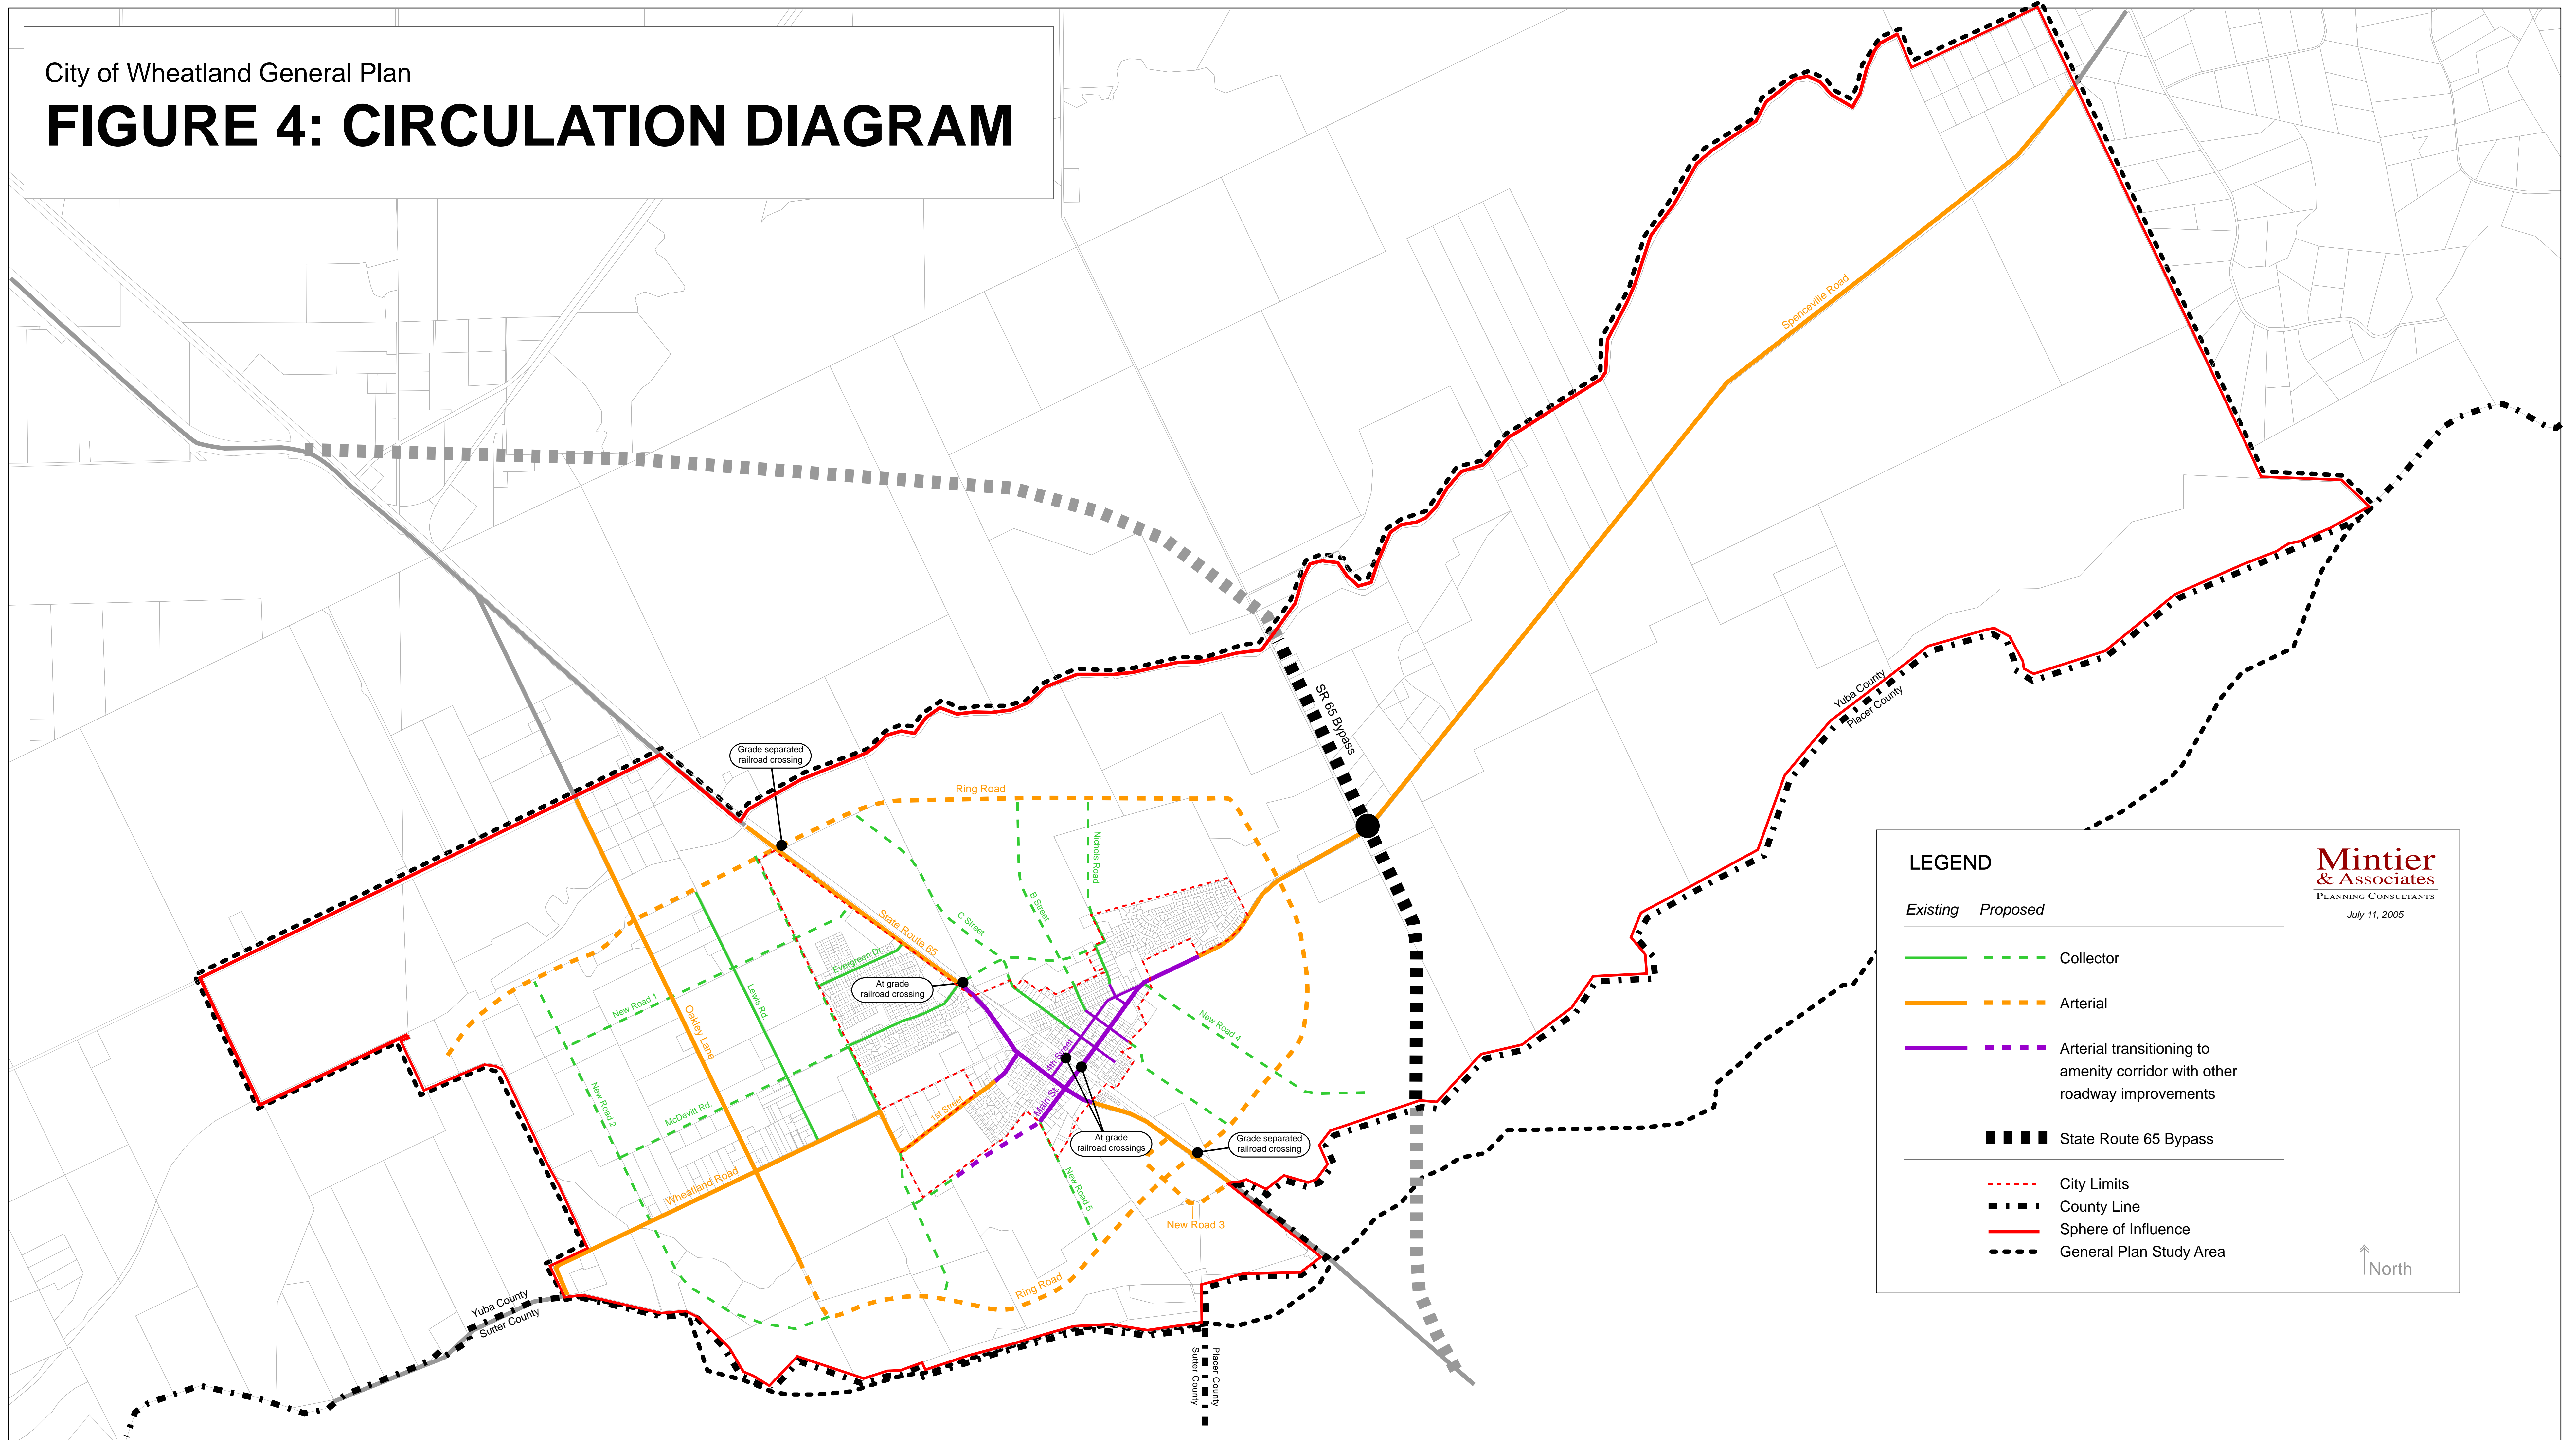 City of Wheatland General Plan
FIGURE 4: CIRCULATION DIAGRAM
Spenceville Road
SR 65 Bypass
Yuba County
Placer County
Grade separated
railroad crossing
Ring Road
Nichols Road
B Street
C Street
State Route 65
Evergreen Dr.
At grade
railroad crossing
Lewis Rd.
New Road 1
Oakley Lane
New Road 2
McDevitt Rd.
New Road 4
4th Street
Main St.
1st Street
At grade
railroad crossings
Grade separated
railroad crossing
Wheatland Road
New Road 5
New Road 3
Ring Road
Yuba County
Sutter County
Placer County
Sutter County
LEGEND
Mintier
& Associates
PLANNING CONSULTANTS
July 11, 2005
Existing Proposed
Collector
Arterial
Arterial transitioning to
amenity corridor with other
roadway improvements
State Route 65 Bypass
City Limits
County Line
Sphere of Influence
General Plan Study Area
North